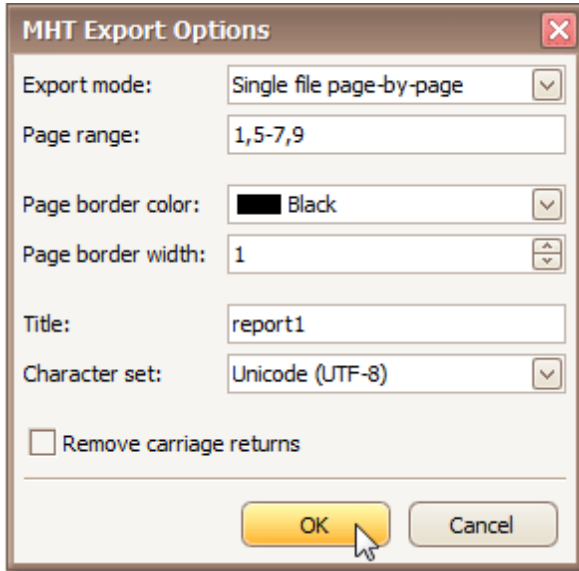 MHT Export Options
Export mode: Single file page-by-page
Page range: 1,5-7,9
Page border color: Black
Page border width: 1
Title: report1
Character set: Unicode (UTF-8)
Remove carriage returns
OK Cancel